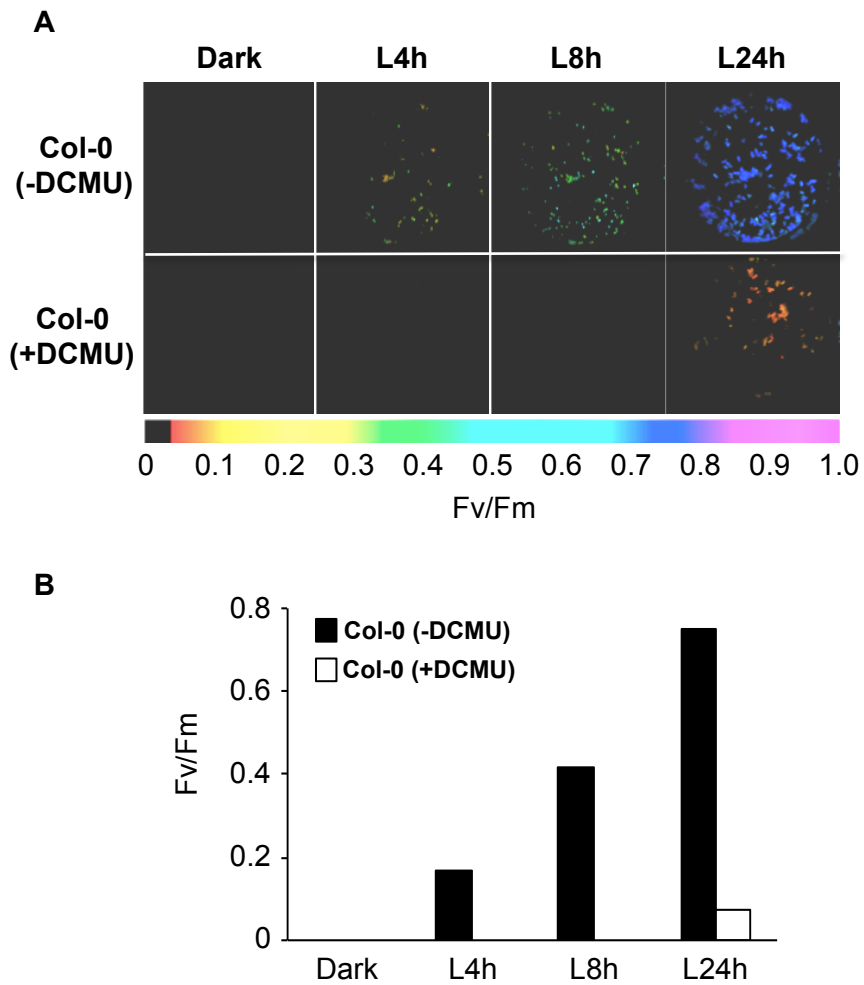 A
Dark L4h L8h L24h
Col-0
(-DCMU)
Col-0
(+DCMU)
0 0.1 0.2 0.3 0.4 0.5 0.6 0.7 0.8 0.9 1.0
Fv/Fm
B
0.8
0.6
0.4
0.2
0
Fv/Fm
Col-0 (-DCMU)
Col-0 (+DCMU)
Dark L4h L8h L24h